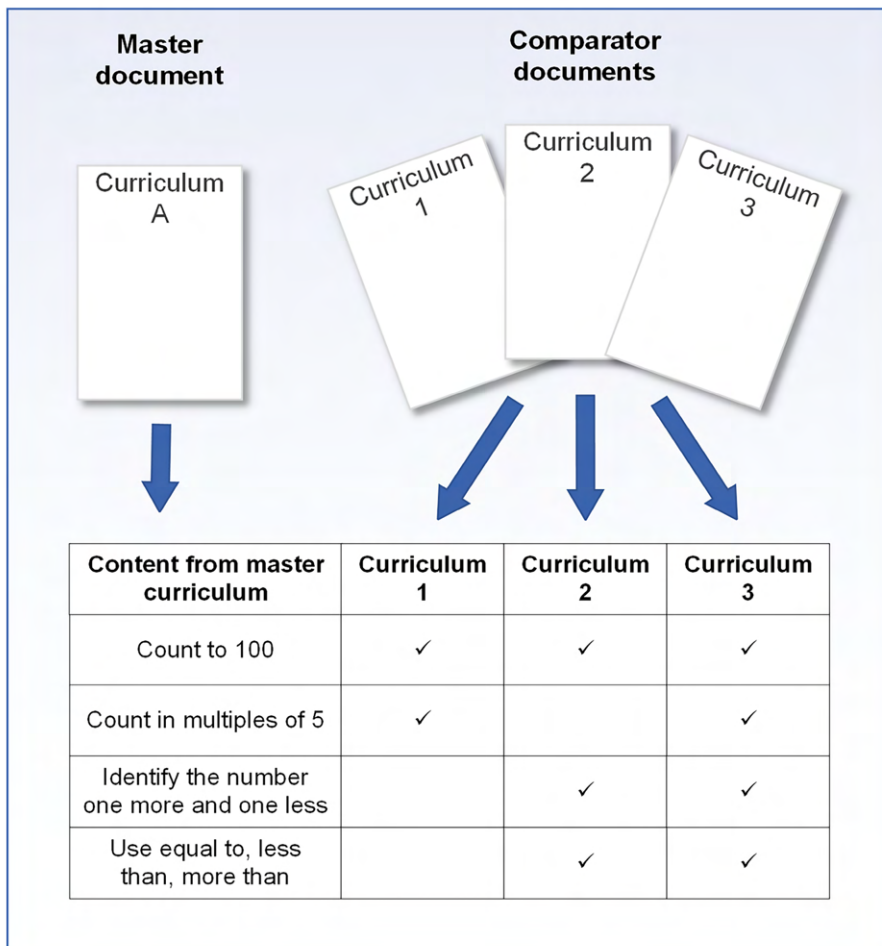 Master
document
Comparator
documents
Curriculum
A
Curriculum
1
Curriculum
2
Curriculum
3
Content from master
curriculum
Curriculum
1
Curriculum
2
Curriculum
3
Count to 100
✓ ✓ ✓
Count in multiples of 5
✓ ✓
Identify the number
one more and one less
✓ ✓
Use equal to, less
than, more than
✓ ✓